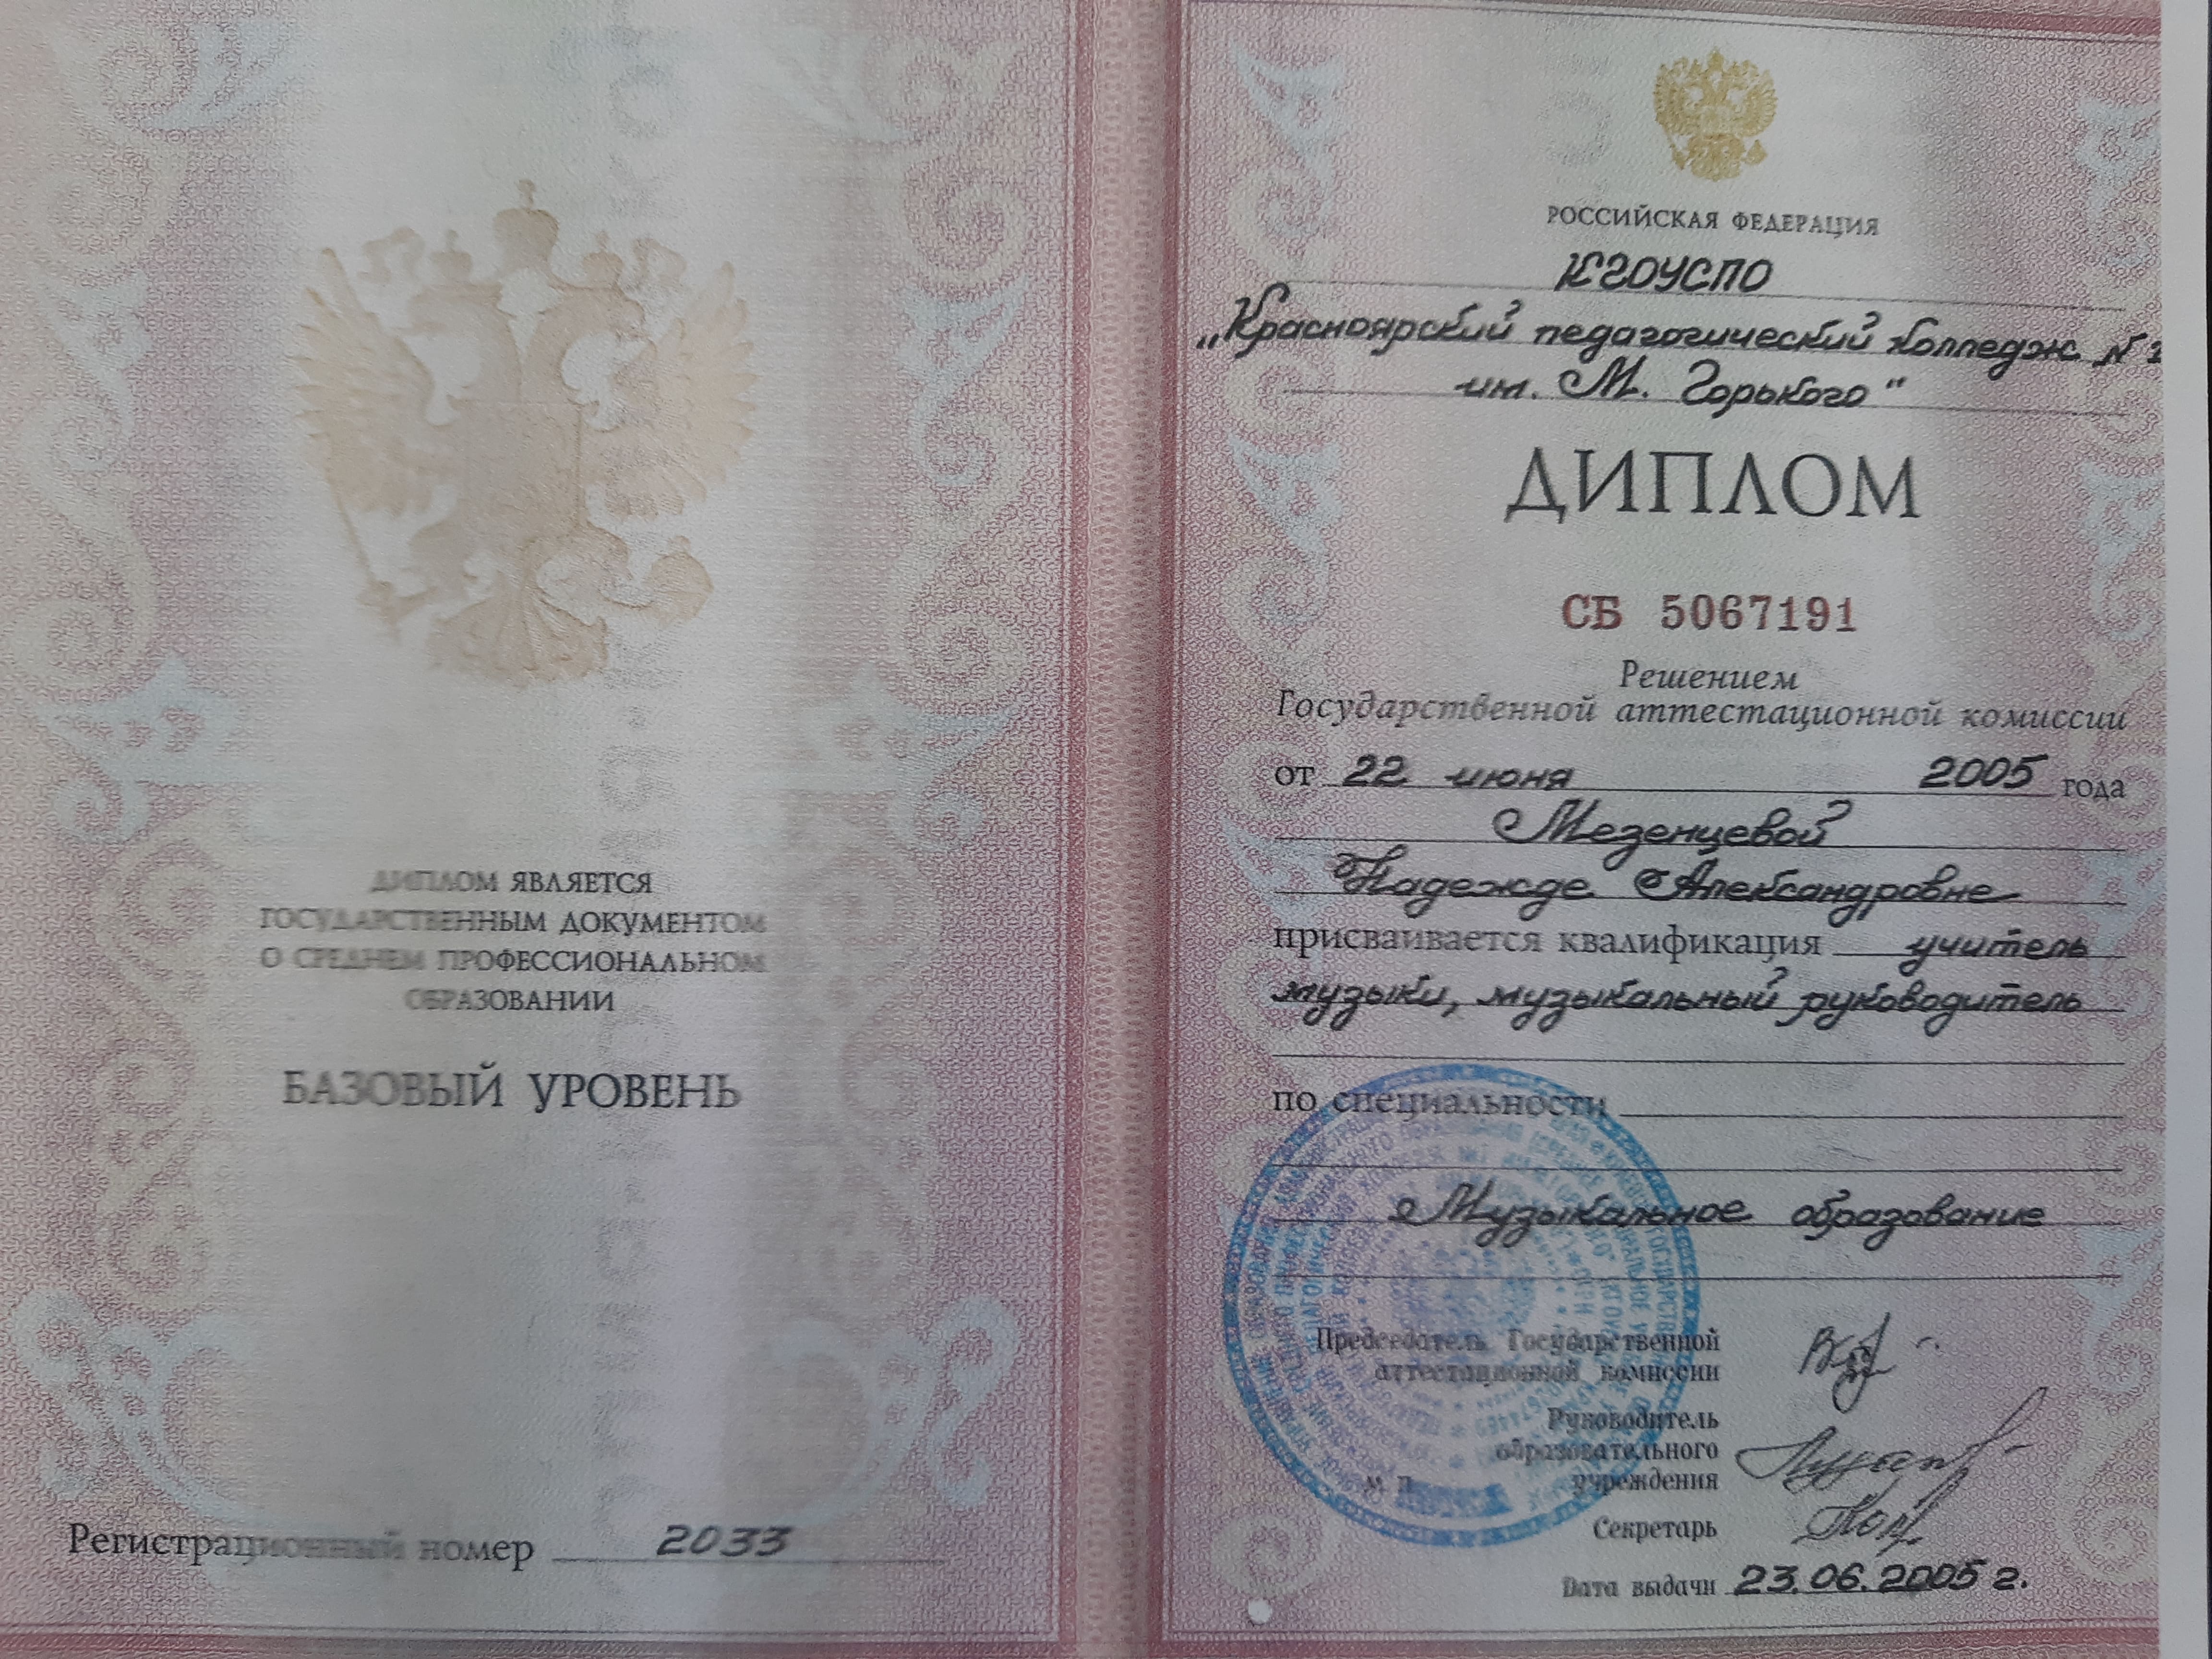 ДИПЛОМ ЯВЛЯЕТСЯ
ГОСУДАРСТВЕННЫМ ДОКУМЕНТОМ
О СРЕДНЕМ ПРОФЕССИОНАЛЬНОМ
ОБРАЗОВАНИИ
БАЗОВЫЙ УРОВЕНЬ
Регистрационный номер 2033
РОССИЙСКАЯ ФЕДЕРАЦИЯ
КГОУСПО
„Красноярский педагогический колледж №
им. М. Горького"
ДИПЛОМ
СБ 5067191
Решением
Государственной аттестационной комиссии
от 22 июня 2005 года
Мезенцевой
Надежде Александровне
присваивается квалификация учитель
музыки, музыкальный руководитель
по специальности
Музыкальное образование
Председатель Государственной
аттестационной комиссии
Руководитель
образовательного
учреждения
М. П.
Секретарь
Дата выдачи 23.06.2005 г.